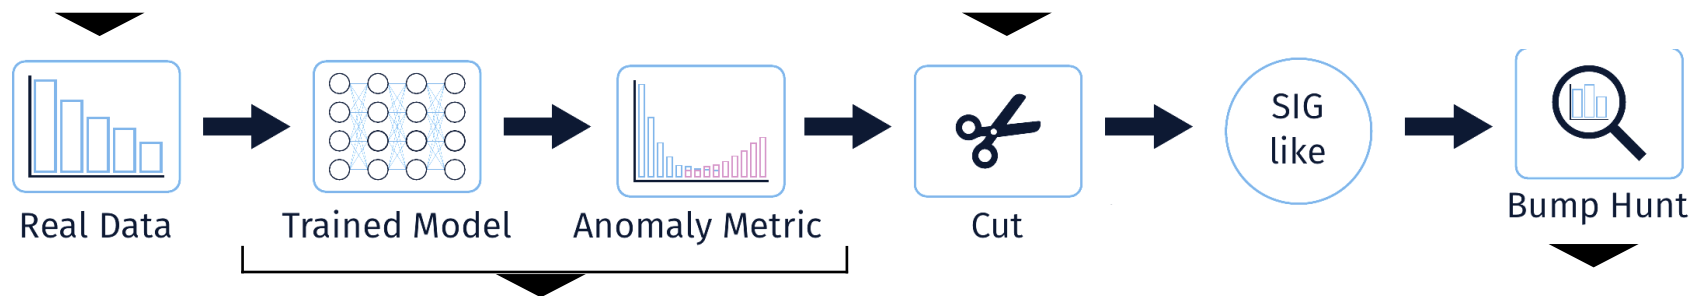 SIG
like
Real Data
Trained Model
Anomaly Metric
Cut
Bump Hunt